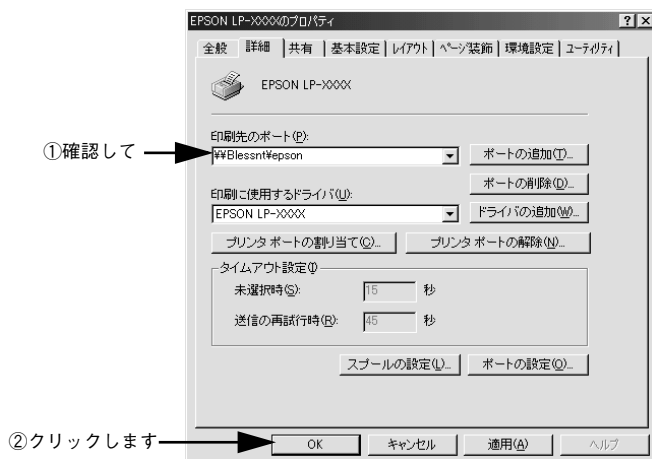 EPSON LP-XXXXのプロパティ
全般 詳細 共有 基本設定 レイアウト ページ装飾 環境設定 ユーティリティ
EPSON LP-XXXX
印刷先のポート(P):
①確認して
¥¥Blessnt¥epson
ポートの追加(T)...
ポートの削除(D)...
印刷に使用するドライバ(U):
EPSON LP-XXXX
ドライバの追加(W)...
プリンタ ポートの割り当て(C)...
プリンタ ポートの解除(N)...
タイムアウト設定(I)
未選択時(S): 15 秒
送信の再試行時(R): 45 秒
スプールの設定(L)...
ポートの設定(O)...
②クリックします
OK キャンセル 適用(A) ヘルプ